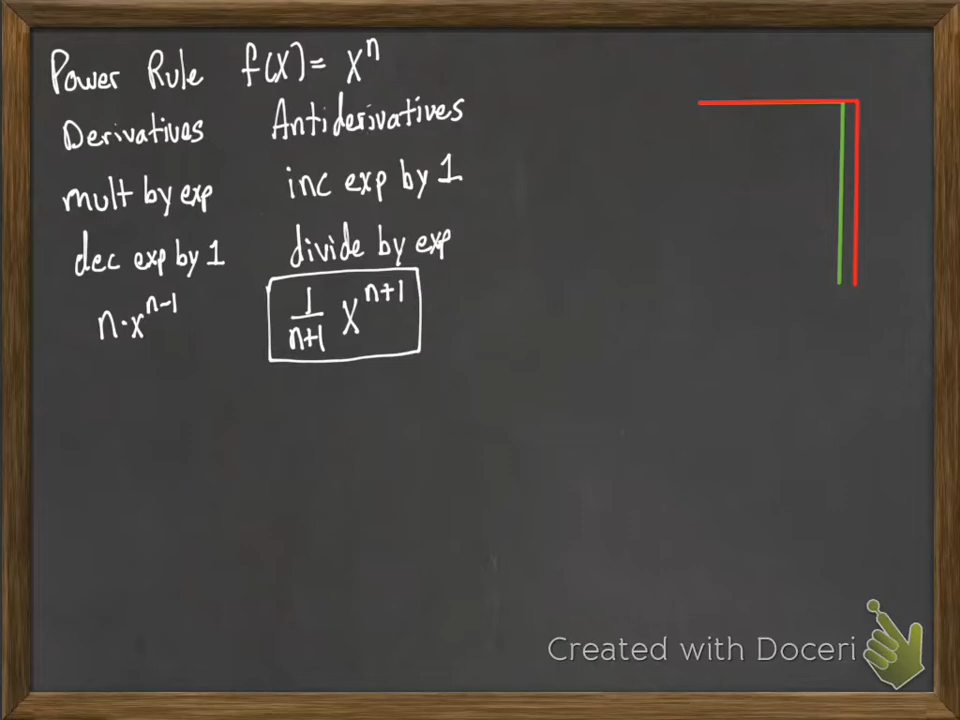 Power Rule f(x) = x^n
Derivatives Antiderivatives
mult by exp inc exp by 1
dec exp by 1 divide by exp
n·x^{n-1} \frac{1}{n+1} x^{n+1}
Created with Doceri